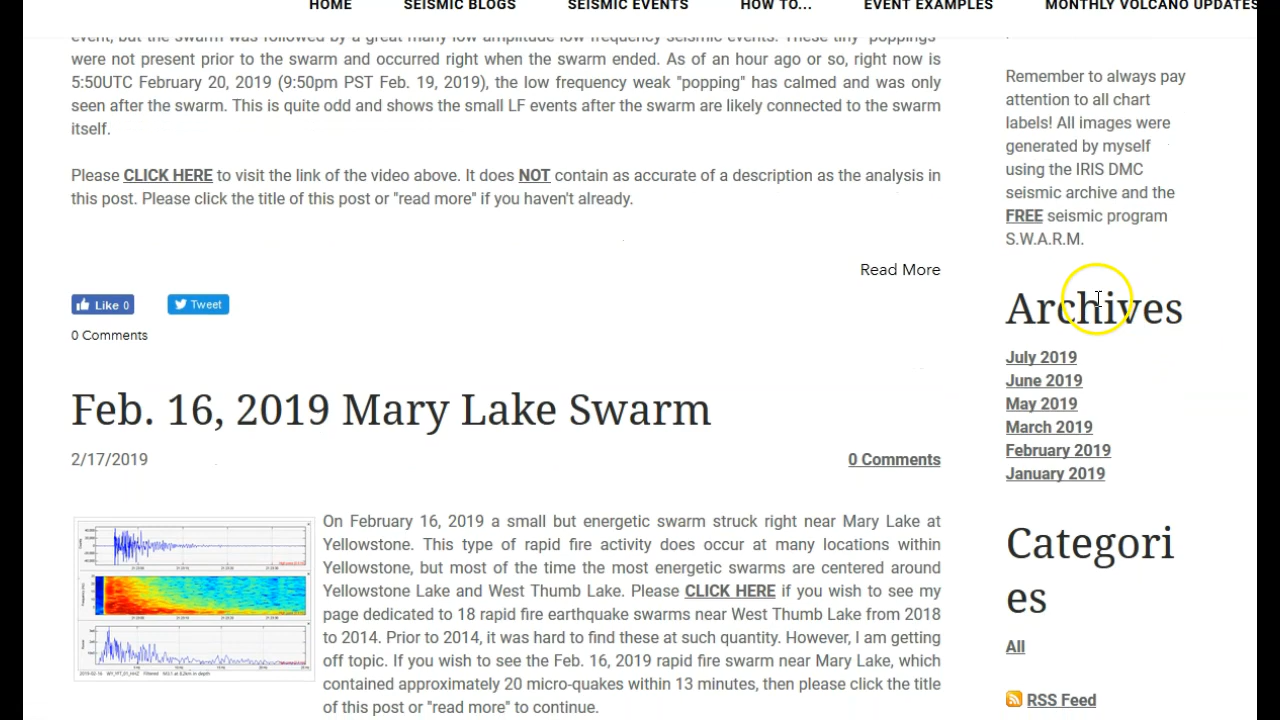 HOME SEISMIC BLOGS SEISMIC EVENTS HOW TO... EVENT EXAMPLES MONTHLY VOLCANO UPDATES
event, but the swarm was followed by a great many low amplitude low frequency seismic events. These tiny "poppings"
were not present prior to the swarm and occurred right when the swarm ended. As of an hour ago or so, right now is
5:50UTC February 20, 2019 (9:50pm PST Feb. 19, 2019), the low frequency weak "popping" has calmed and was only
seen after the swarm. This is quite odd and shows the small LF events after the swarm are likely connected to the swarm
itself.
Please CLICK HERE to visit the link of the video above. It does NOT contain as accurate of a description as the analysis in
this post. Please click the title of this post or "read more" if you haven't already.
Read More
Like 0 Tweet
0 Comments
Feb. 16, 2019 Mary Lake Swarm
2/17/2019 0 Comments
On February 16, 2019 a small but energetic swarm struck right near Mary Lake at
Yellowstone. This type of rapid fire activity does occur at many locations within
Yellowstone, but most of the time the most energetic swarms are centered around
Yellowstone Lake and West Thumb Lake. Please CLICK HERE if you wish to see my
page dedicated to 18 rapid fire earthquake swarms near West Thumb Lake from 2018
to 2014. Prior to 2014, it was hard to find these at such quantity. However, I am getting
off topic. If you wish to see the Feb. 16, 2019 rapid fire swarm near Mary Lake, which
contained approximately 20 micro-quakes within 13 minutes, then please click the title
of this post or "read more" to continue.
Remember to always pay
attention to all chart
labels! All images were
generated by myself
using the IRIS DMC
seismic archive and the
FREE seismic program
S.W.A.R.M.
Archives
July 2019
June 2019
May 2019
March 2019
February 2019
January 2019
Categori
es
All
RSS Feed